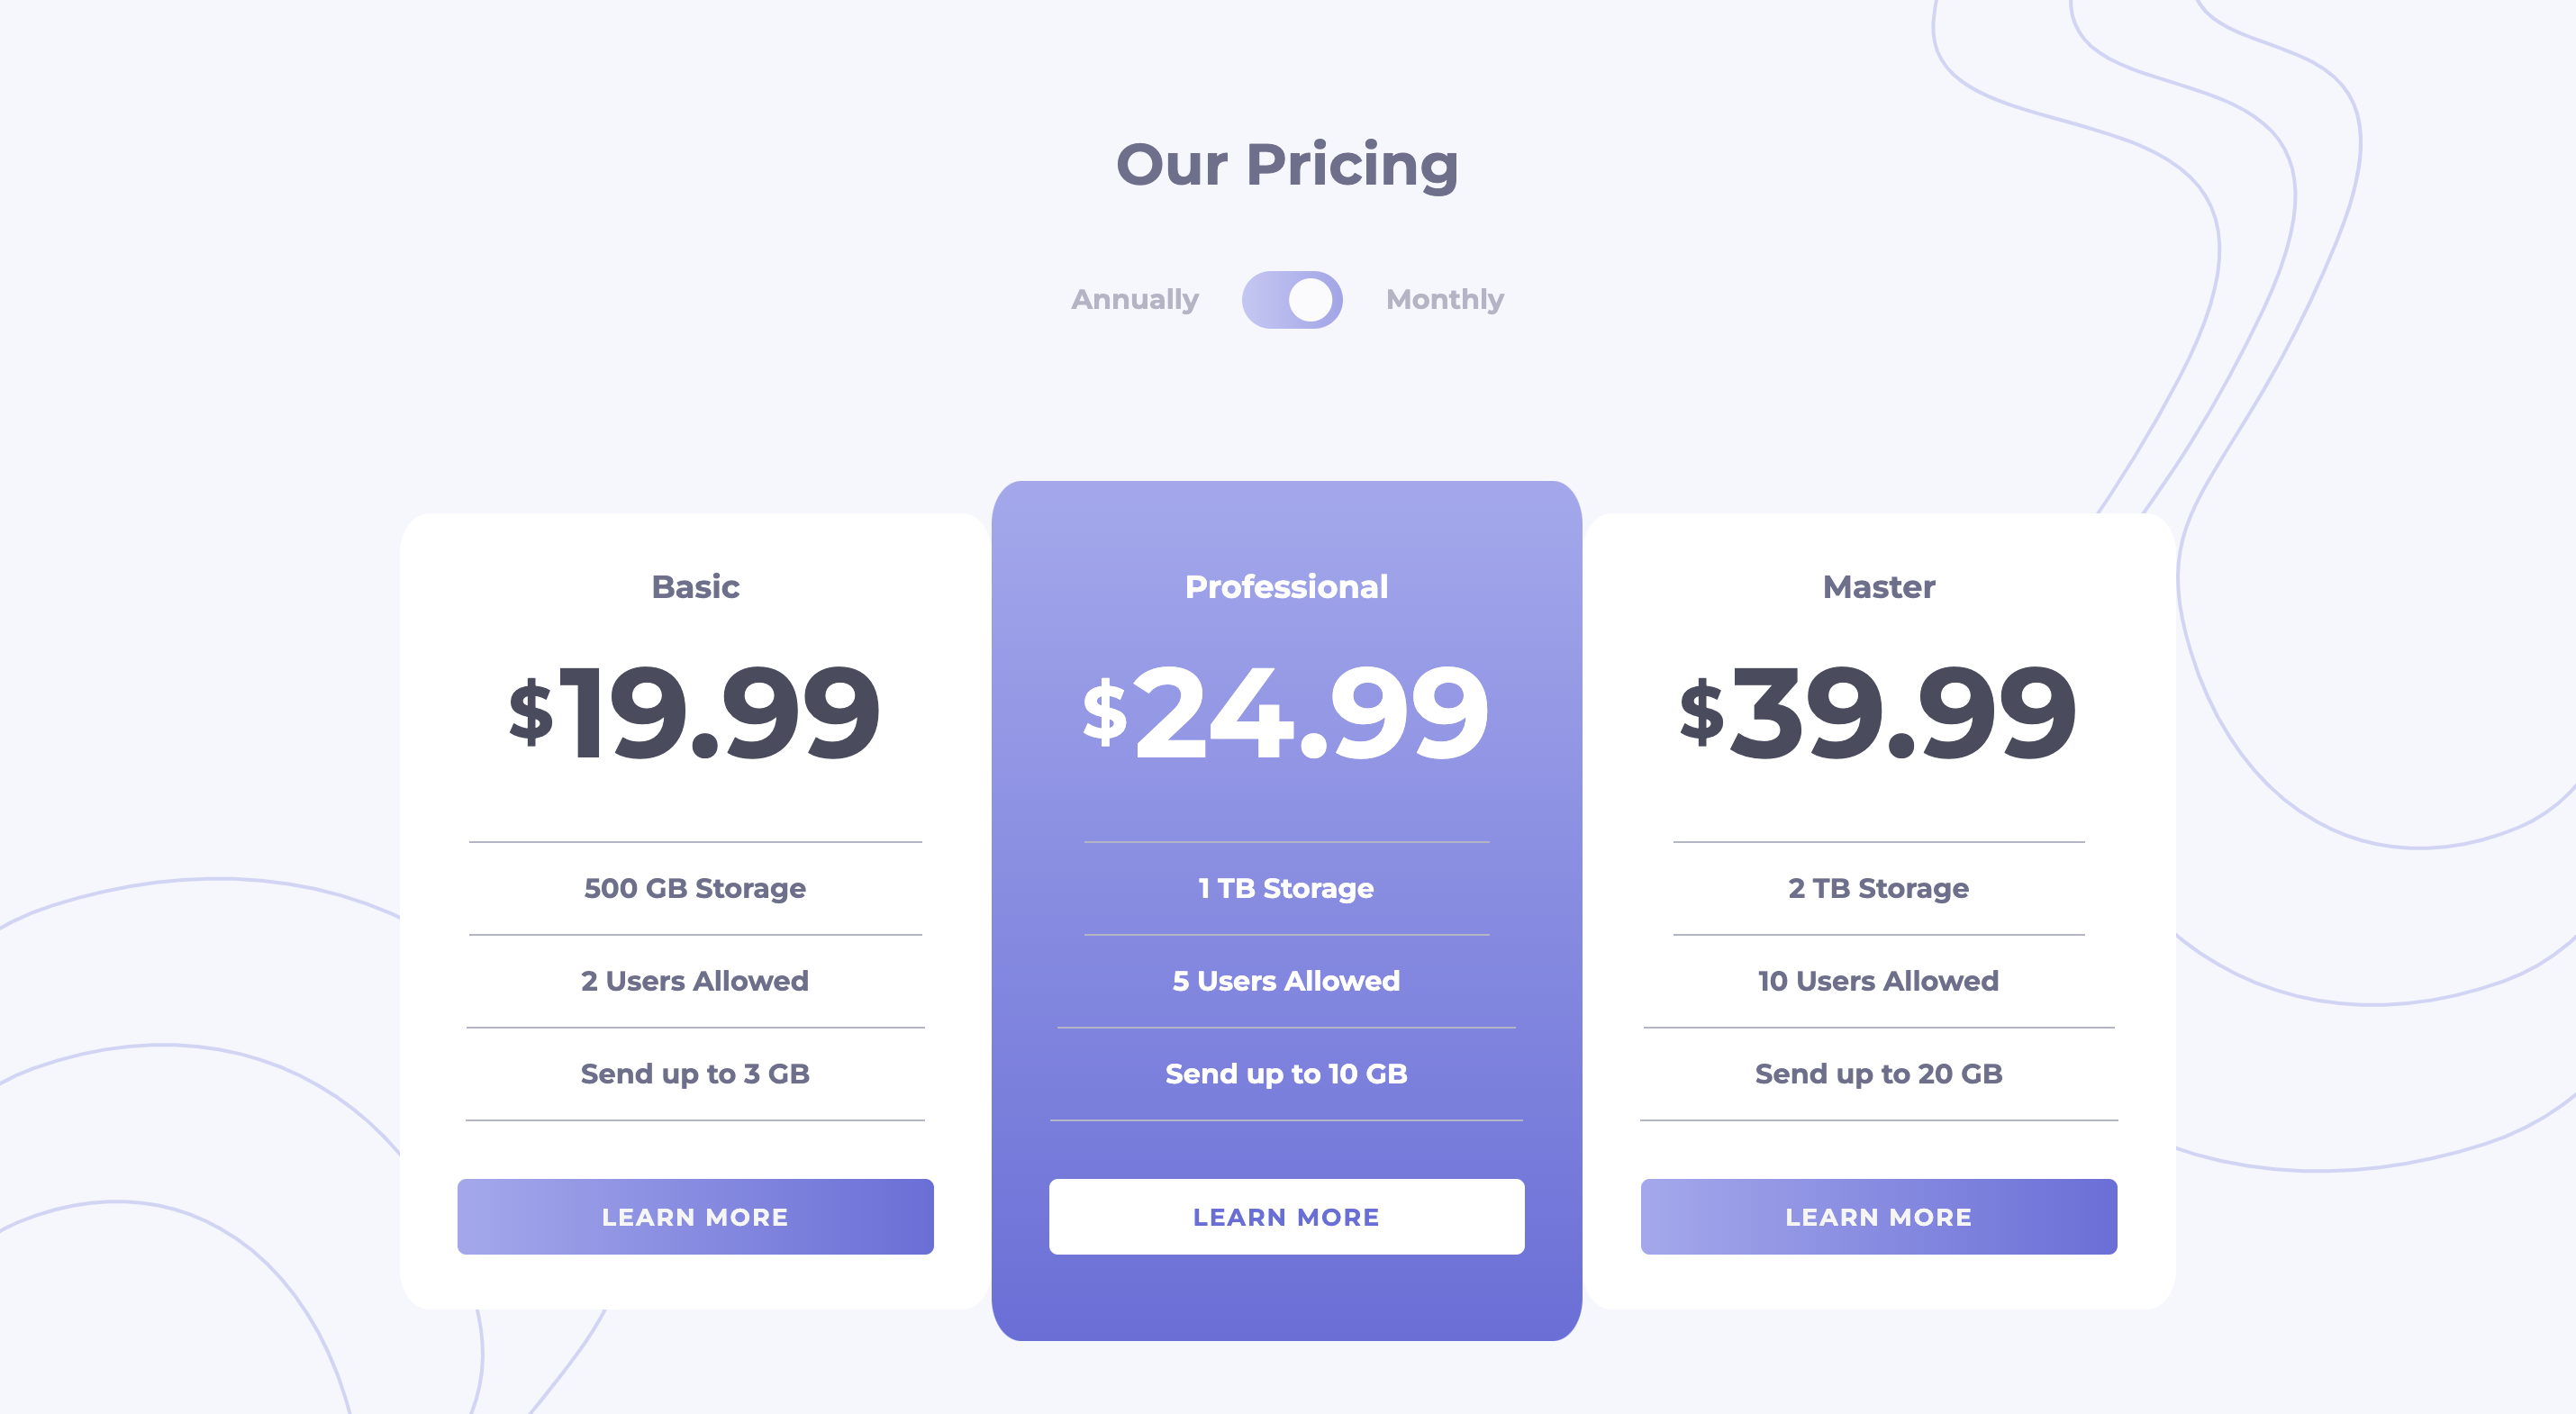 Our Pricing
Annually Monthly
Basic
$19.99
500 GB Storage
2 Users Allowed
Send up to 3 GB
LEARN MORE
Professional
$24.99
1 TB Storage
5 Users Allowed
Send up to 10 GB
LEARN MORE
Master
$39.99
2 TB Storage
10 Users Allowed
Send up to 20 GB
LEARN MORE